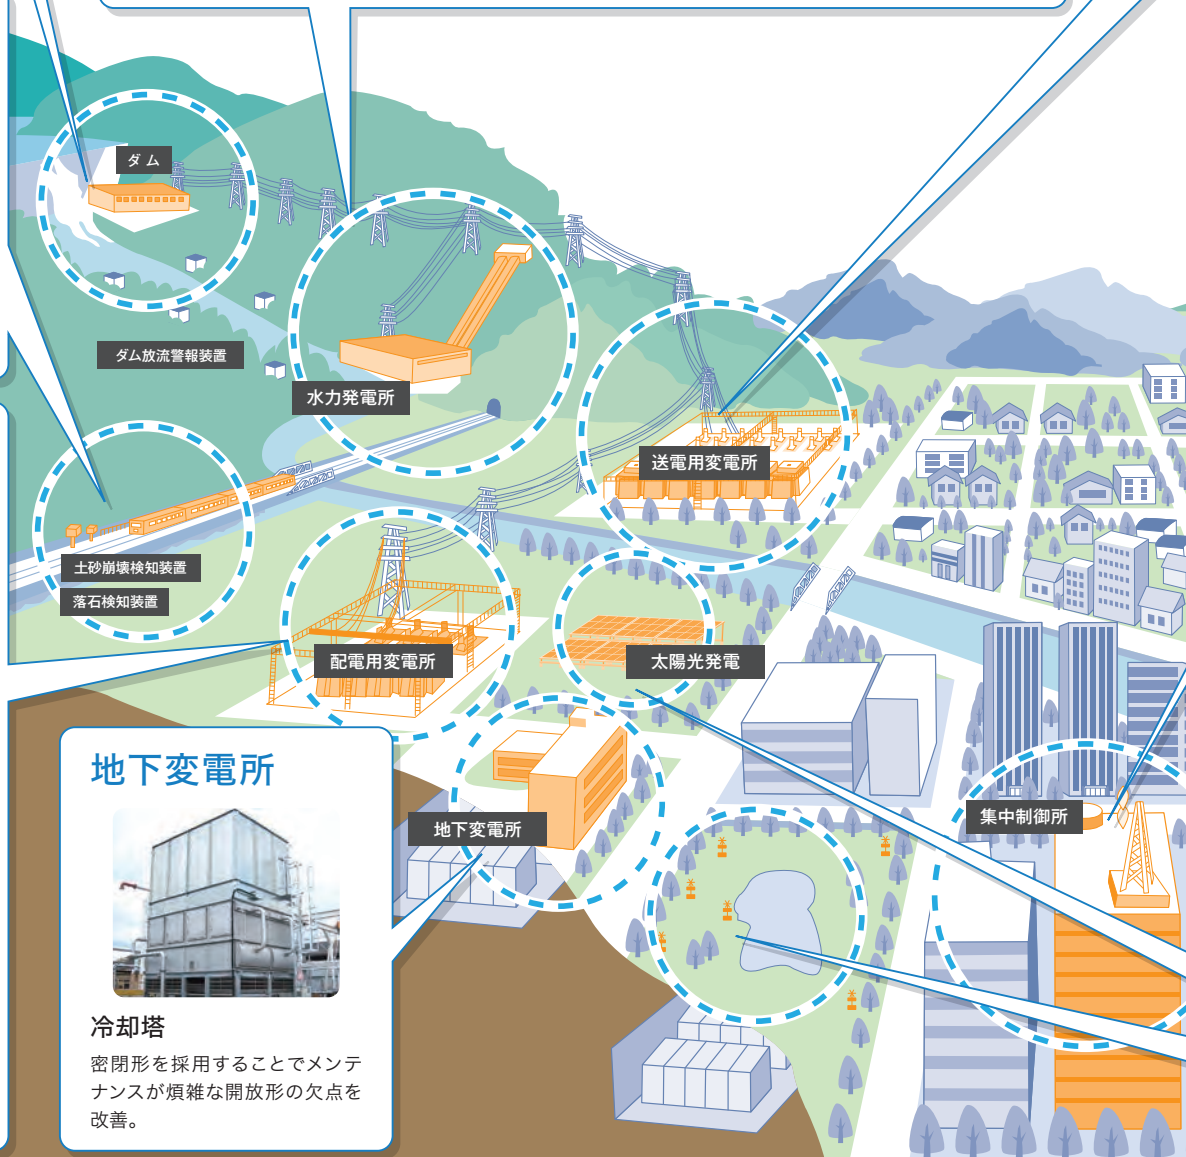 ダム
ダム放流警報装置
水力発電所
送電用変電所
土砂崩壊検知装置
落石検知装置
配電用変電所
太陽光発電
地下変電所
集中制御所
地下変電所
冷却塔
密閉形を採用することでメンテ
ナンスが煩雑な開放形の欠点を
改善。